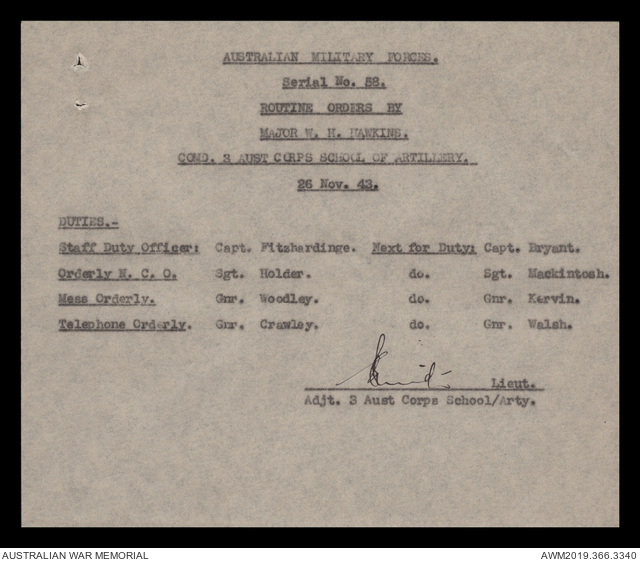 AUSTRALIAN MILITARY FORCES.
Serial No. 58.
ROUTINE ORDERS BY
MAJOR W. H. HAWKINS.
COMD. 3 AUST CORPS SCHOOL OF ARTILLERY.
26 Nov. 43.
DUTIES.-
Staff Duty Officer: Capt. Fitzhardinge. Next for Duty: Capt. Bryant.
Orderly N. C. O. Sgt. Holder. do. Sgt. Mackintosh.
Mess Orderly. Gnr. Woodley. do. Gnr. Kervin.
Telephone Orderly. Gnr. Crawley. do. Gnr. Walsh.
Lieut.
Adjt. 3 Aust Corps School/Arty.
AUSTRALIAN WAR MEMORIAL AWM2019.366.3340